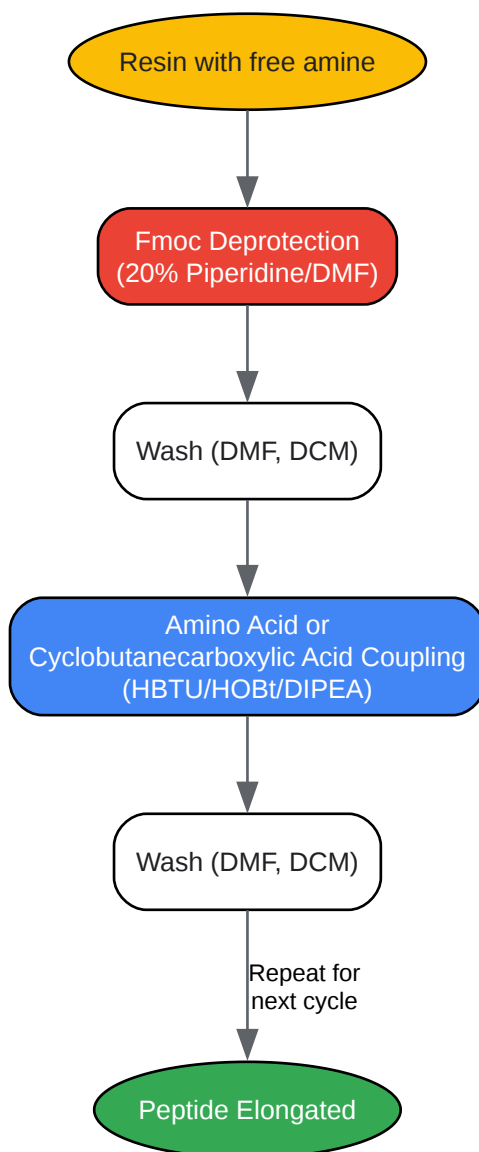 Resin with free amine
Fmoc Deprotection
(20% Piperidine/DMF)
Wash (DMF, DCM)
Amino Acid or
Cyclobutanecarboxylic Acid Coupling
(HBTU/HOBt/DIPEA)
Wash (DMF, DCM)
Repeat for
next cycle
Peptide Elongated